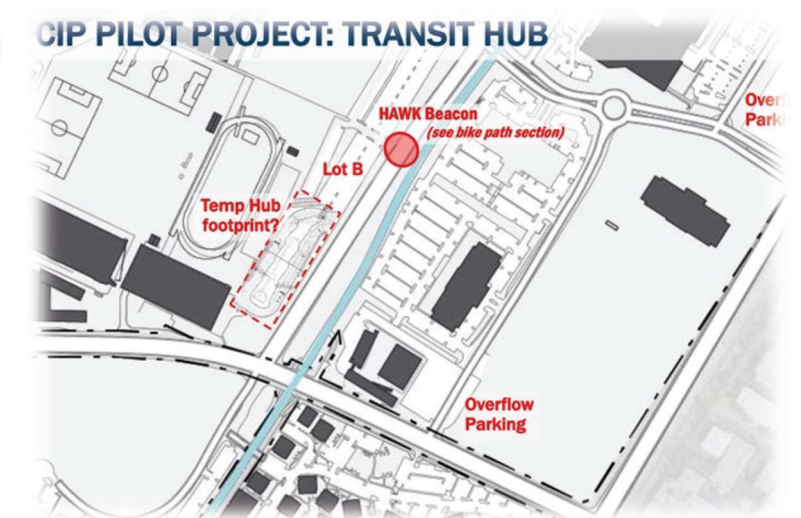 CIP PILOT PROJECT: TRANSIT HUB
HAWK Beacon
(see bike path section)
Lot B
Temp Hub
footprint?
Overflow
Parking